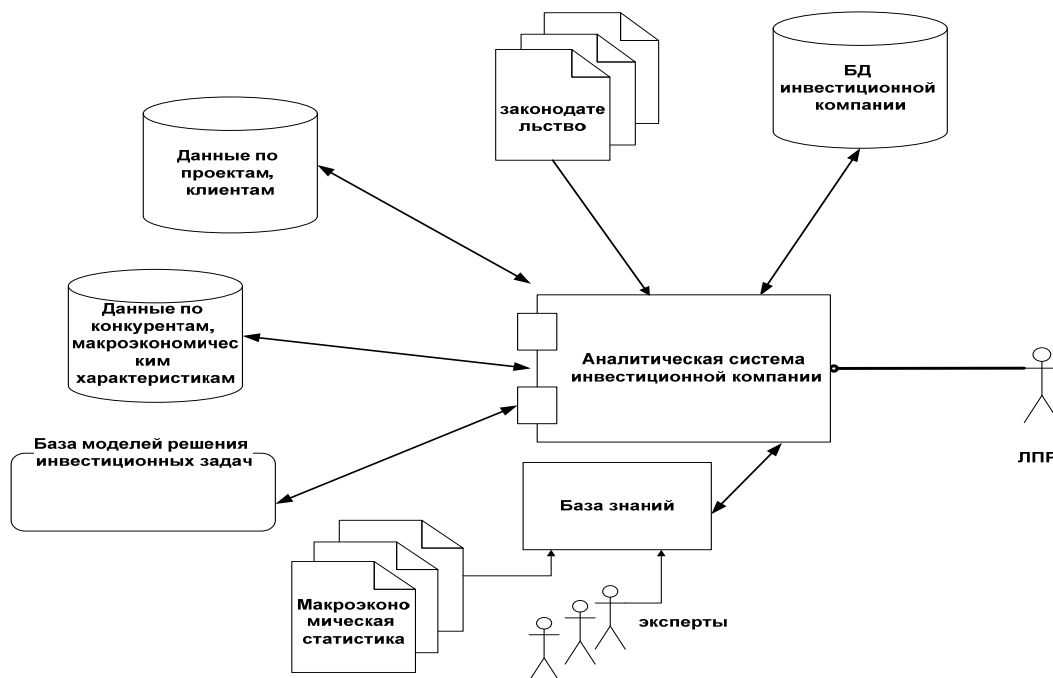 законодате
льство
БД
инвестиционной
компании
Данные по
проектам,
клиентам
Данные по
конкурентам,
макроэкономичес
ким
характеристикам
Аналитическая система
инвестиционной компании
ЛПР
База моделей решения
инвестиционных задач
База знаний
Макроэконо
мическая
статистика
эксперты